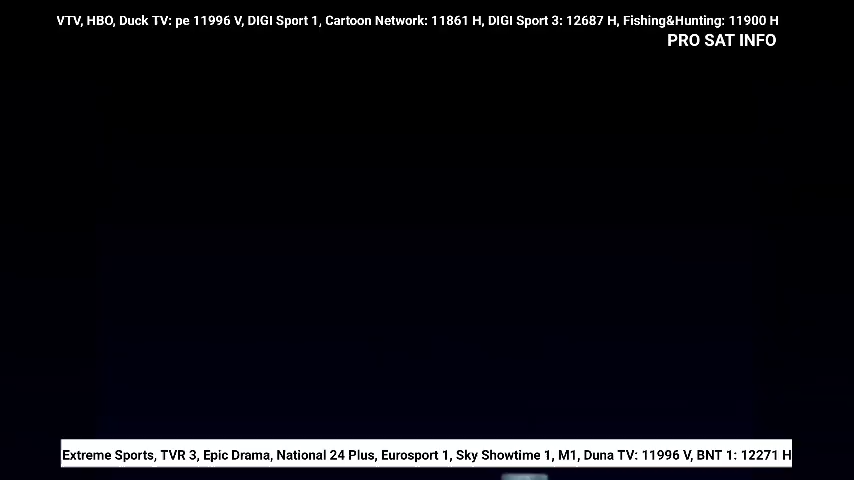 VTV, HBO, Duck TV: pe 11996 V, DIGI Sport 1, Cartoon Network: 11861 H, DIGI Sport 3: 12687 H, Fishing&Hunting: 11900 H
PRO SAT INFO
Extreme Sports, TVR 3, Epic Drama, National 24 Plus, Eurosport 1, Sky Showtime 1, M1, Duna TV: 11996 V, BNT 1: 12271 H